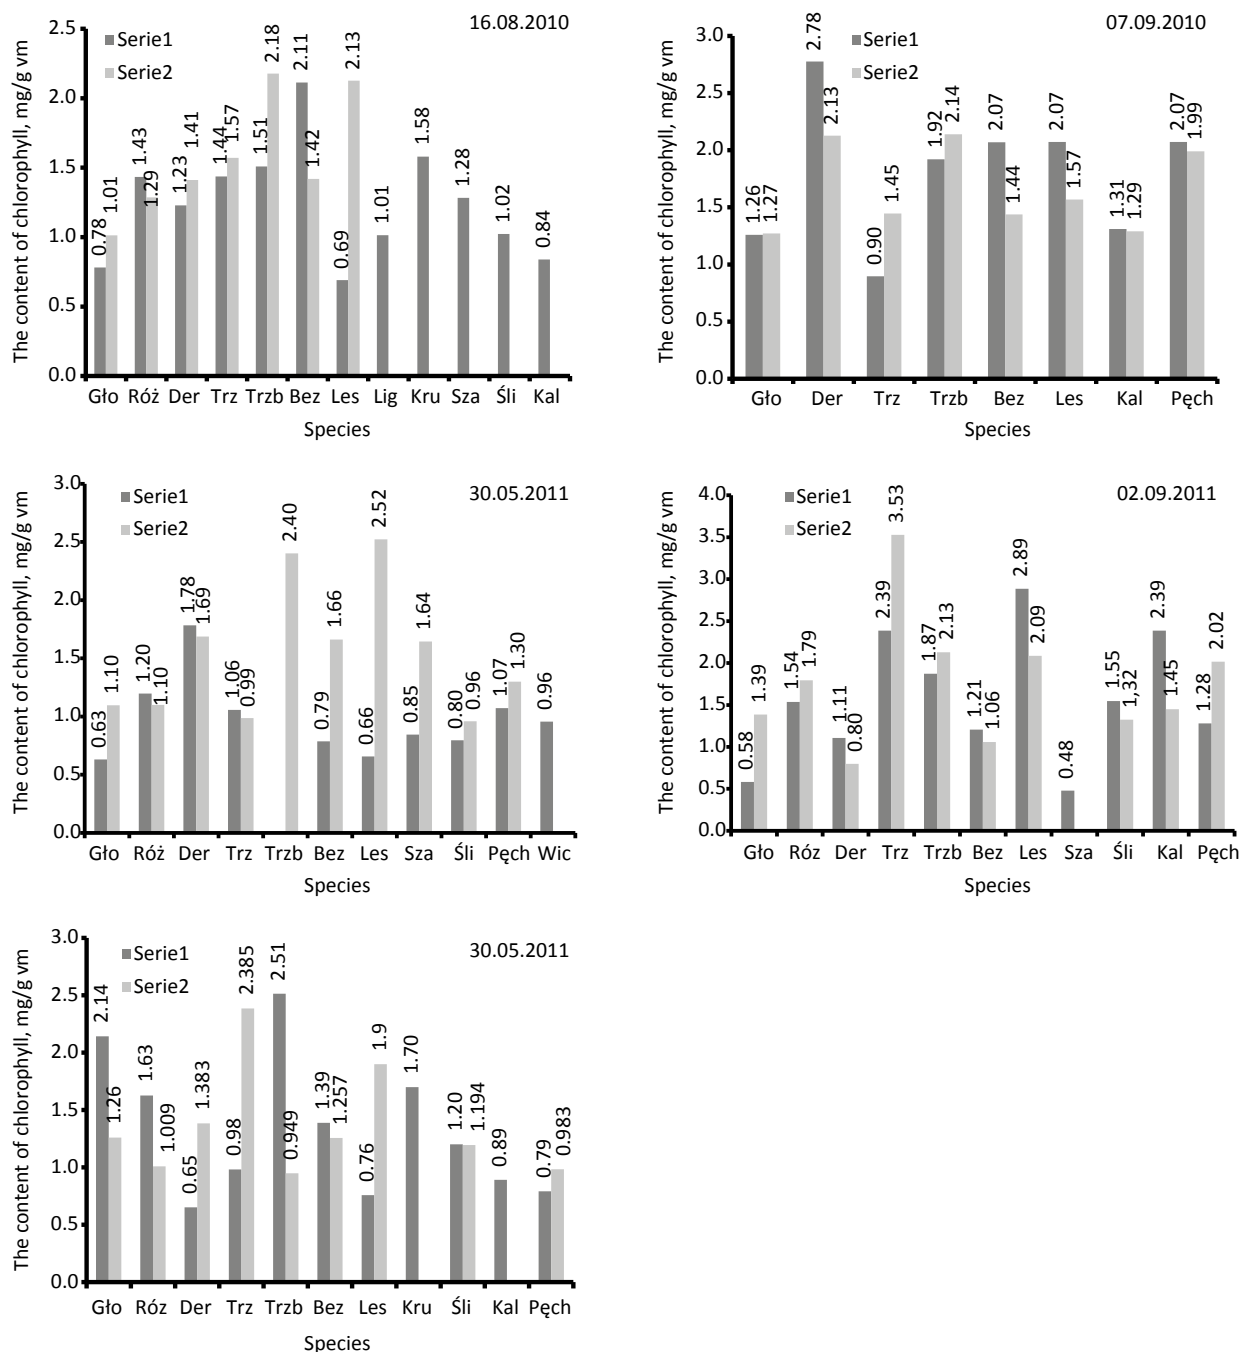 16.08.2010
Serie1
Serie2
The content of chlorophyll, mg/g vm
2.5
2.0
1.5
1.0
0.5
0.0
0.78 1.01 1.43 1.29 1.23 1.41 1.44 1.57 1.51 2.18 2.11 1.42 0.69 2.13 1.01 1.58 1.28 1.02 0.84
Gło Róż Der Trz Trzb Bez Les Lig Kru Sza Śli Kal
Species
07.09.2010
Serie1
Serie2
The content of chlorophyll, mg/g vm
3.0
2.5
2.0
1.5
1.0
0.5
0.0
1.26 1.27 2.78 2.13 0.90 1.45 1.92 2.14 2.07 1.44 2.07 1.57 1.31 1.29 2.07 1.99
Gło Der Trz Trzb Bez Les Kal Pęch
Species
30.05.2011
Serie1
Serie2
The content of chlorophyll, mg/g vm
3.0
2.5
2.0
1.5
1.0
0.5
0.0
0.63 1.10 1.20 1.10 1.78 1.69 1.06 0.99 2.40 0.79 1.66 0.66 2.52 0.85 1.64 0.80 0.96 1.07 1.30 0.96
Gło Róż Der Trz Trzb Bez Les Sza Śli Pęch Wic
Species
02.09.2011
Serie1
Serie2
The content of chlorophyll, mg/g vm
4.0
3.5
3.0
2.5
2.0
1.5
1.0
0.5
0.0
0.58 1.39 1.54 1.79 1.11 0.80 2.39 3.53 1.87 2.13 1.21 1.06 2.89 2.09 0.48 1.55 1,32 2.39 1.45 1.28 2.02
Gło Róz Der Trz Trzb Bez Les Sza Śli Kal Pęch
Species
30.05.2011
Serie1
Serie2
The content of chlorophyll, mg/g vm
3.0
2.5
2.0
1.5
1.0
0.5
0.0
2.14 1.26 1.63 1.009 0.65 1.383 0.98 2.385 2.51 0.949 1.39 1.257 0.76 1.9 1.70 1.20 1.194 0.89 0.79 0.983
Gło Róz Der Trz Trzb Bez Les Kru Śli Kal Pęch
Species